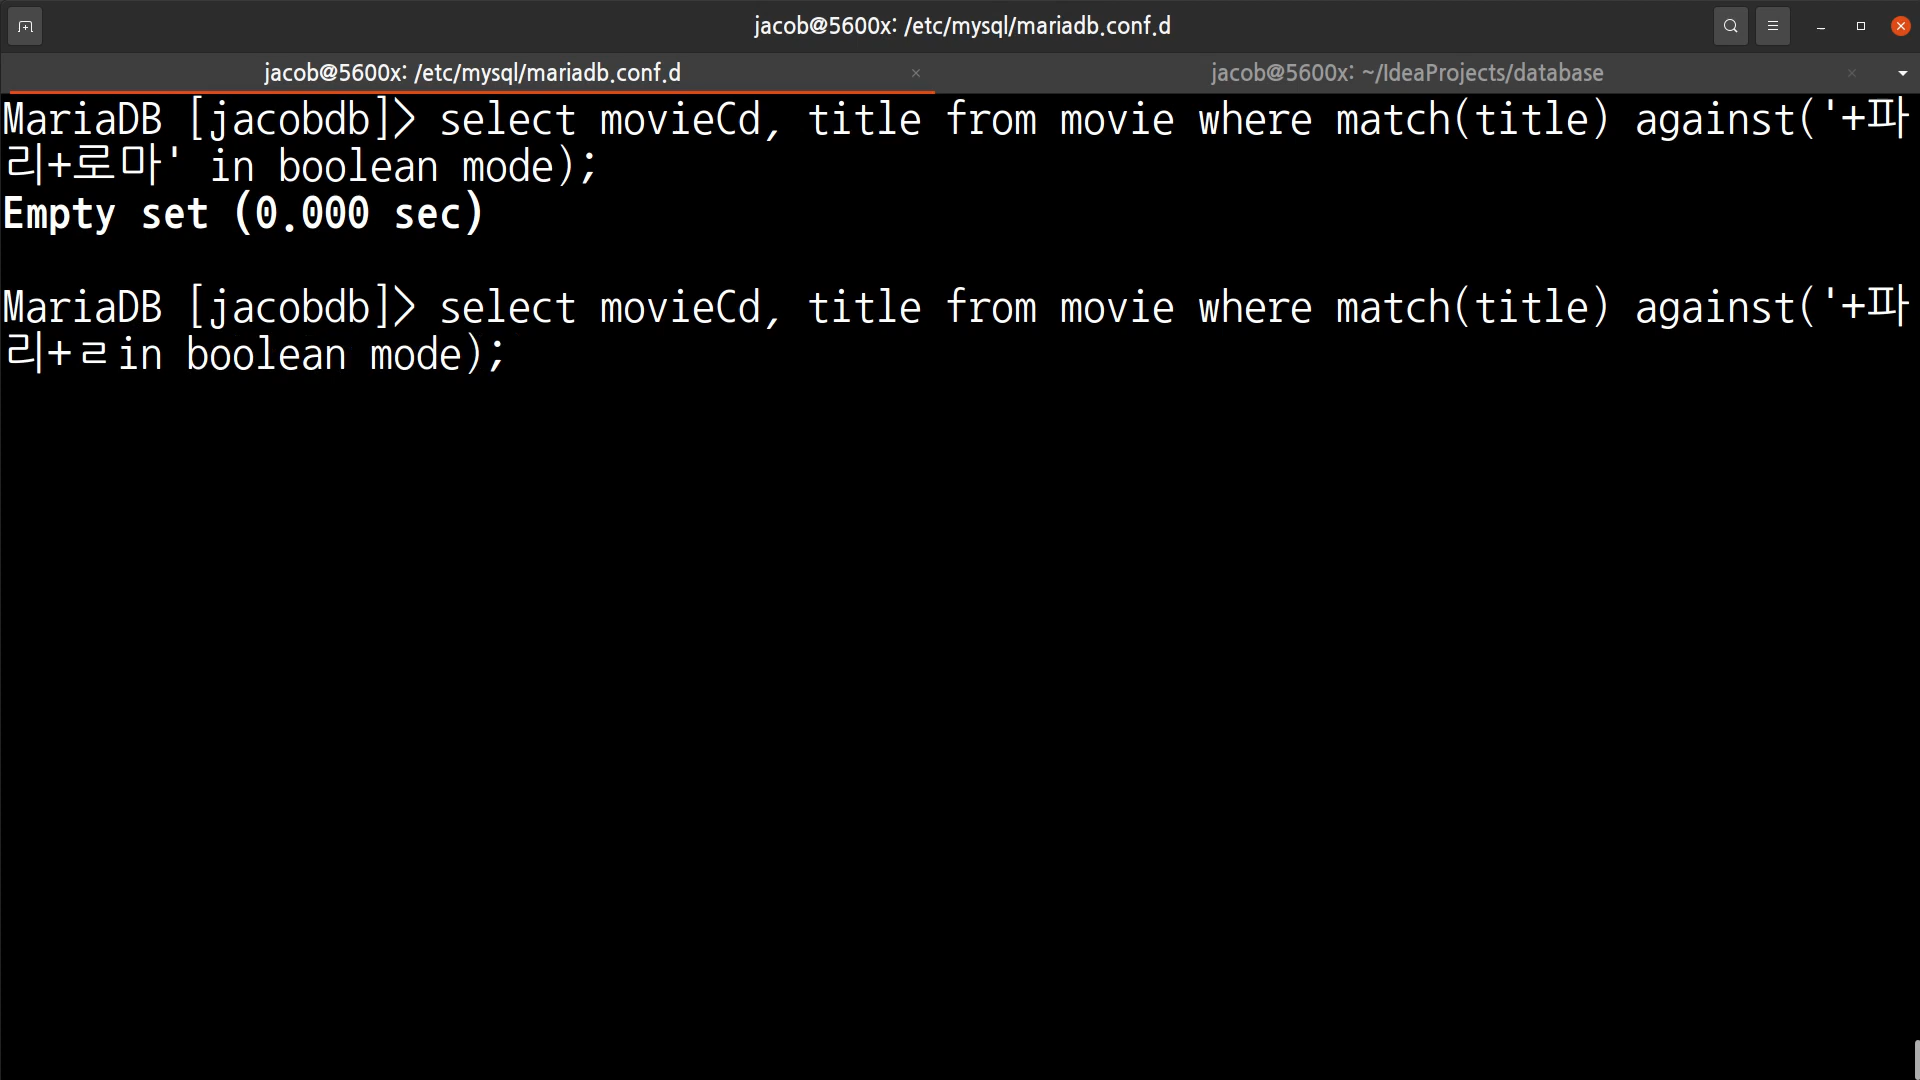 jacob@5600x: /etc/mysql/mariadb.conf.d
jacob@5600x: /etc/mysql/mariadb.conf.d
jacob@5600x: ~/IdeaProjects/database
MariaDB [jacobdb]> select movieCd, title from movie where match(title) against('+파
리+로마' in boolean mode);
Empty set (0.000 sec)
MariaDB [jacobdb]> select movieCd, title from movie where match(title) against('+파
리+ㄹin boolean mode);